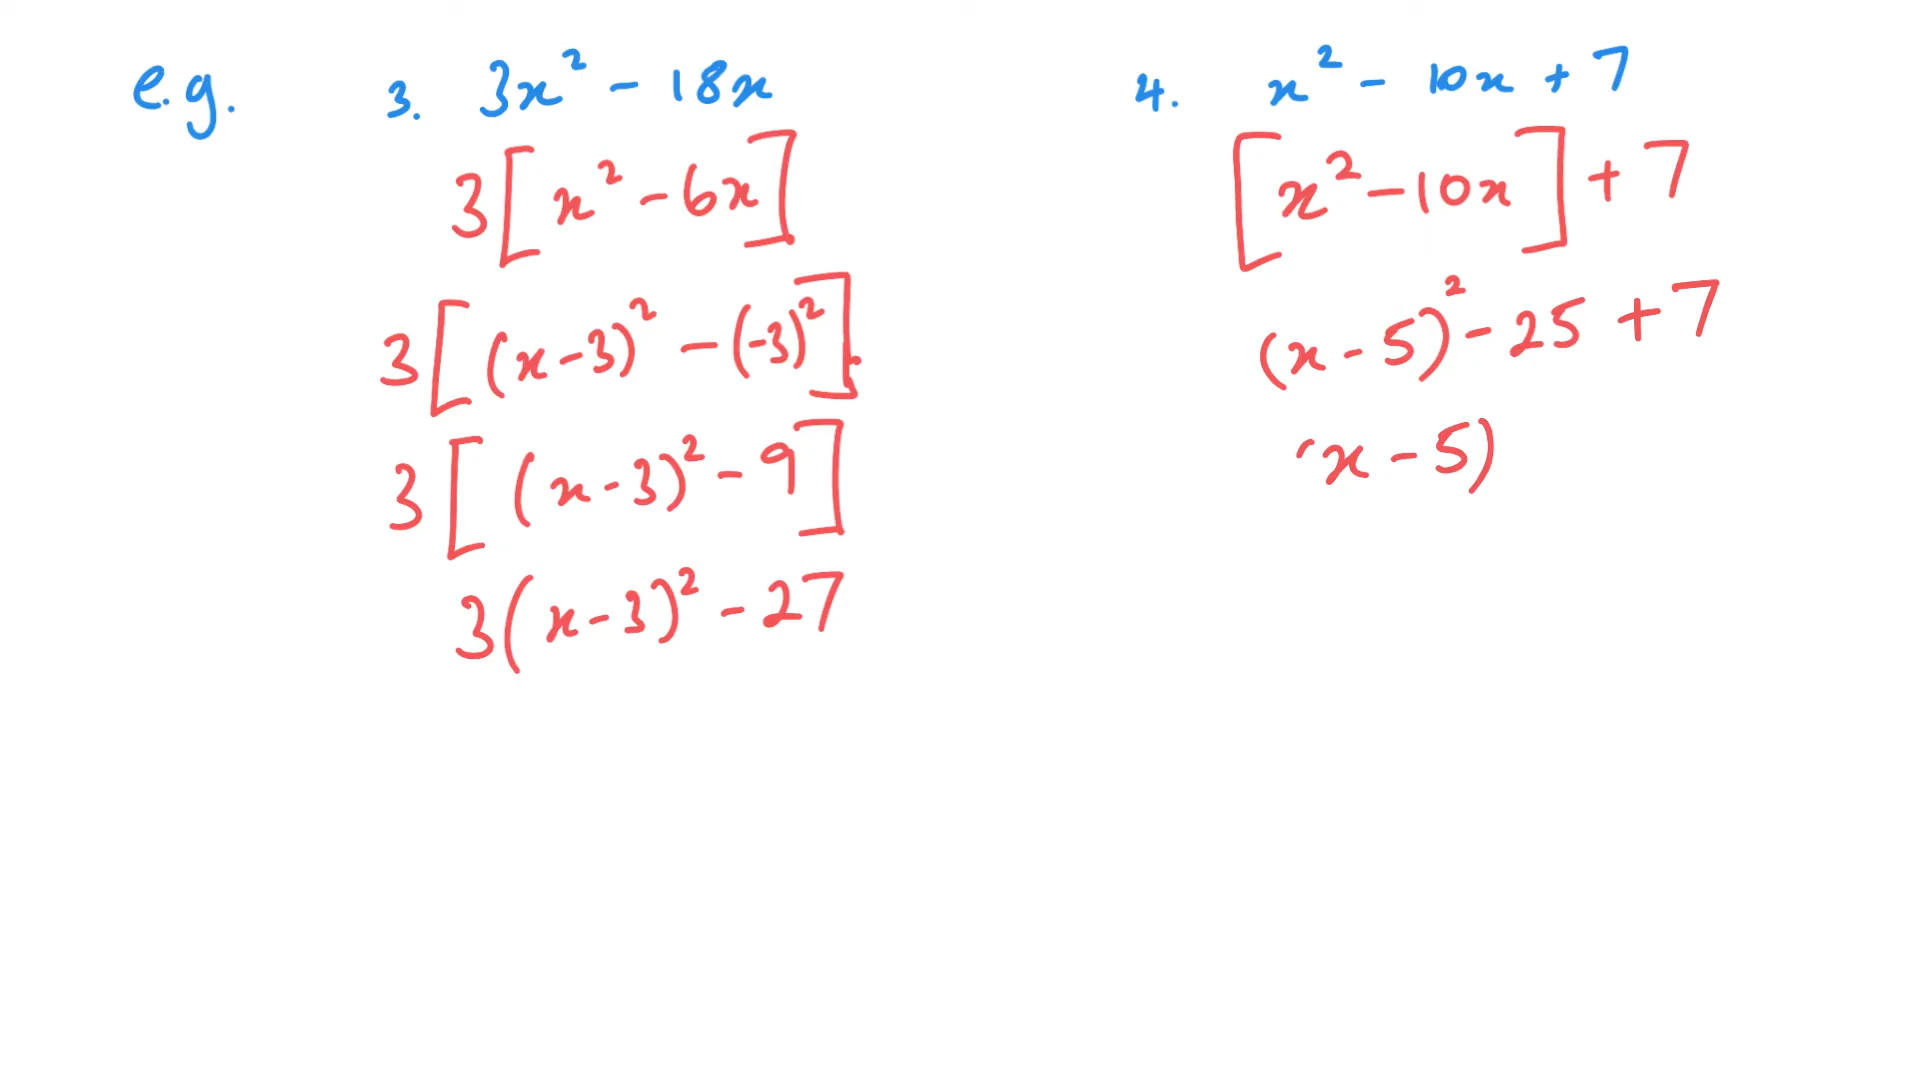 e.g.
3. 3x² - 18x
3[x² - 6x]
3[(x-3)² - (-3)²]
3[(x-3)² - 9]
3(x-3)² - 27
4. x² - 10x + 7
[x² - 10x] + 7
(x - 5)² - 25 + 7
(x - 5)